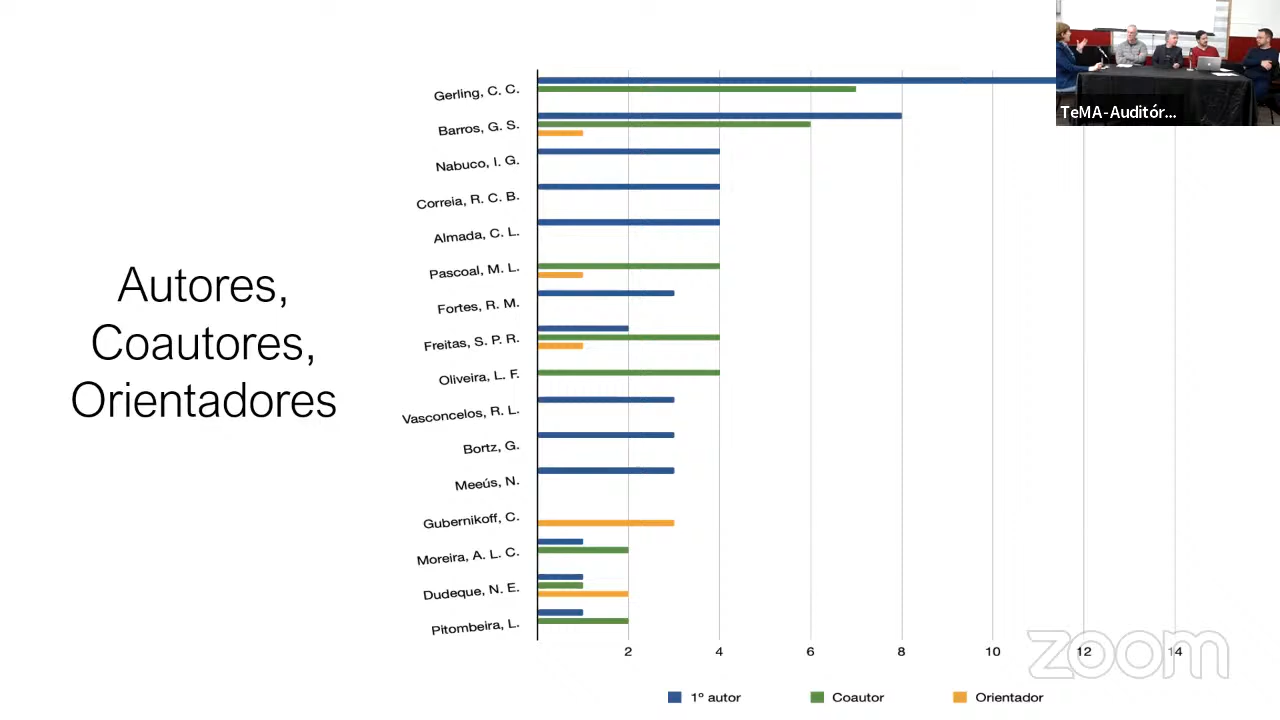 TeMA-Auditór...
Autores,
Coautores,
Orientadores
Gerling, C. C.
Barros, G. S.
Nabuco, I. G.
Correia, R. C. B.
Almada, C. L.
Pascoal, M. L.
Fortes, R. M.
Freitas, S. P. R.
Oliveira, L. F.
Vasconcelos, R. L.
Bortz, G.
Meeús, N.
Gubernikoff, C.
Moreira, A. L. C.
Dudeque, N. E.
Pitombeira, L.
2 4 6 8 10 12 14
zoom
1º autor Coautor Orientador